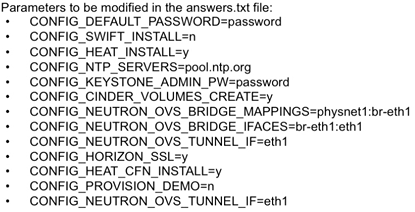 Parameters to be modified in the answers.txt file:
• CONFIG_DEFAULT_PASSWORD=password
• CONFIG_SWIFT_INSTALL=n
• CONFIG_HEAT_INSTALL=y
• CONFIG_NTP_SERVERS=pool.ntp.org
• CONFIG_KEYSTONE_ADMIN_PW=password
• CONFIG_CINDER_VOLUMES_CREATE=y
• CONFIG_NEUTRON_OVS_BRIDGE_MAPPINGS=physnet1:br-eth1
• CONFIG_NEUTRON_OVS_BRIDGE_IFACES=br-eth1:eth1
• CONFIG_NEUTRON_OVS_TUNNEL_IF=eth1
• CONFIG_HORIZON_SSL=y
• CONFIG_HEAT_CFN_INSTALL=y
• CONFIG_PROVISION_DEMO=n
• CONFIG_NEUTRON_OVS_TUNNEL_IF=eth1